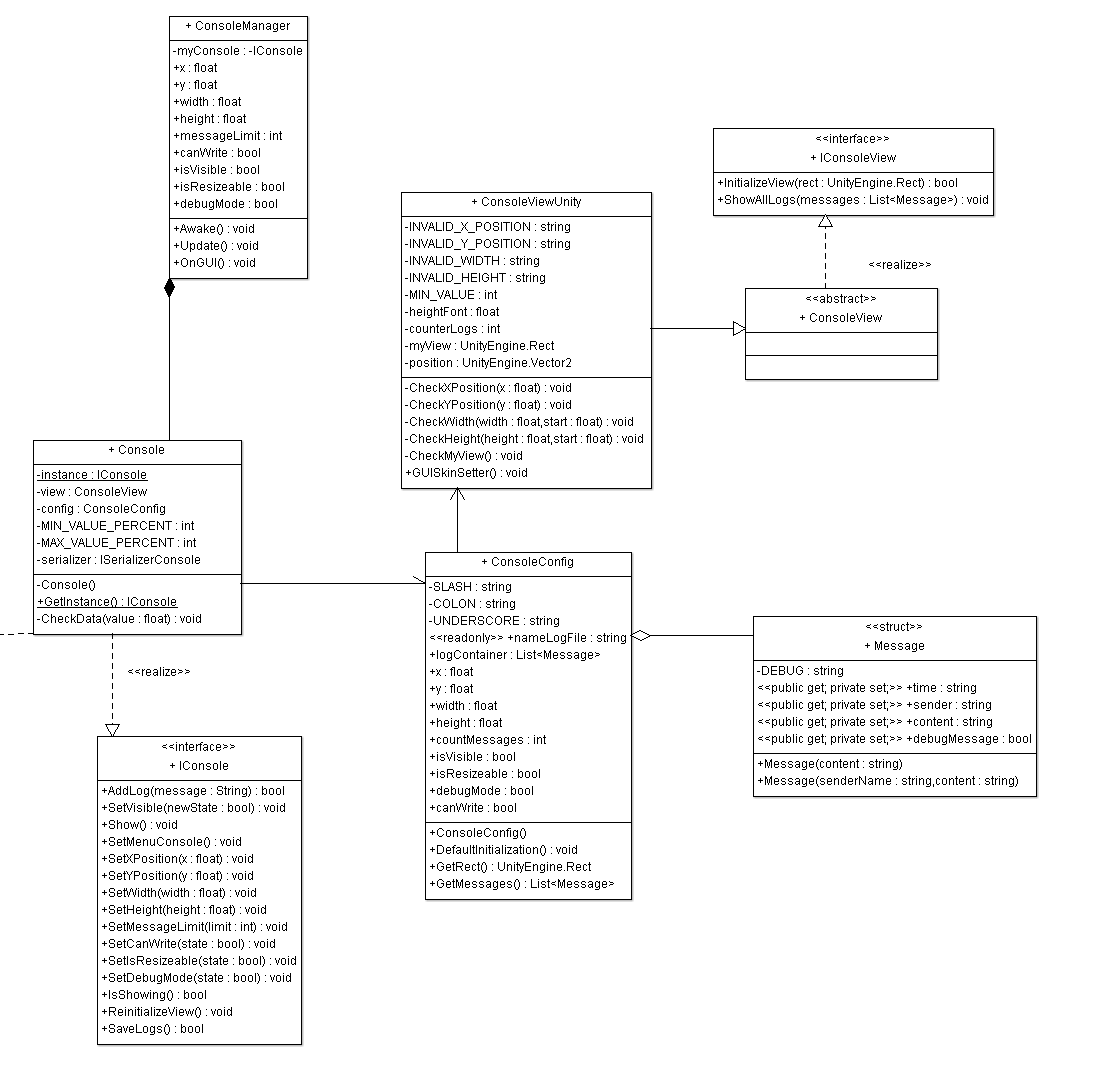 + ConsoleManager
-myConsole : -IConsole
+x : float
+y : float
+width : float
+height : float
+messageLimit : int
+canWrite : bool
+isVisible : bool
+isResizeable : bool
+debugMode : bool
+Awake() : void
+Update() : void
+OnGUI() : void
<<interface>>
+ IConsoleView
+InitializeView(rect : UnityEngine.Rect) : bool
+ShowAllLogs(messages : List<Message>) : void
<<realize>>
<<abstract>>
+ ConsoleView
+ ConsoleViewUnity
-INVALID_X_POSITION : string
-INVALID_Y_POSITION : string
-INVALID_WIDTH : string
-INVALID_HEIGHT : string
-MIN_VALUE : int
-heightFont : float
-counterLogs : int
-myView : UnityEngine.Rect
-position : UnityEngine.Vector2
-CheckXPosition(x : float) : void
-CheckYPosition(y : float) : void
-CheckWidth(width : float,start : float) : void
-CheckHeight(height : float,start : float) : void
-CheckMyView() : void
+GUISkinSetter() : void
+ Console
-instance : IConsole
-view : ConsoleView
-config : ConsoleConfig
-MIN_VALUE_PERCENT : int
-MAX_VALUE_PERCENT : int
-serializer : ISerializerConsole
-Console()
+GetInstance() : IConsole
-CheckData(value : float) : void
<<realize>>
+ ConsoleConfig
-SLASH : string
-COLON : string
-UNDERSCORE : string
<<readonly>> +nameLogFile : string
+logContainer : List<Message>
+x : float
+y : float
+width : float
+height : float
+countMessages : int
+isVisible : bool
+isResizeable : bool
+debugMode : bool
+canWrite : bool
+ConsoleConfig()
+DefaultInitialization() : void
+GetRect() : UnityEngine.Rect
+GetMessages() : List<Message>
<<struct>>
+ Message
-DEBUG : string
<<public get; private set;>> +time : string
<<public get; private set;>> +sender : string
<<public get; private set;>> +content : string
<<public get; private set;>> +debugMessage : bool
+Message(content : string)
+Message(senderName : string,content : string)
<<interface>>
+ IConsole
+AddLog(message : String) : bool
+SetVisible(newState : bool) : void
+Show() : void
+SetMenuConsole() : void
+SetXPosition(x : float) : void
+SetYPosition(y : float) : void
+SetWidth(width : float) : void
+SetHeight(height : float) : void
+SetMessageLimit(limit : int) : void
+SetCanWrite(state : bool) : void
+SetIsResizeable(state : bool) : void
+SetDebugMode(state : bool) : void
+IsShowing() : bool
+ReinitializeView() : void
+SaveLogs() : bool